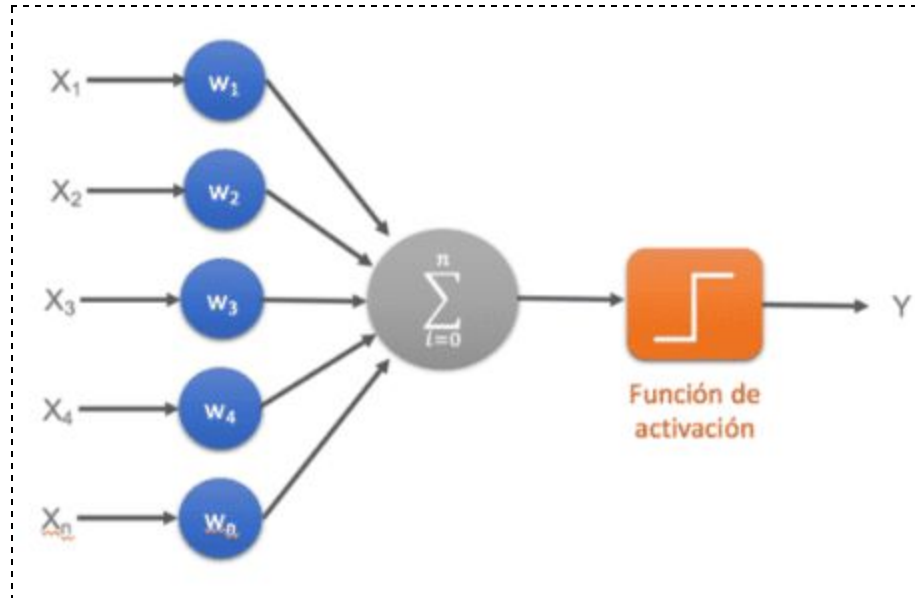 X₁
w₁
X₂
w₂
X₃
w₃
X₄
w₄
Xₙ
wₙ
n
∑
i=0
Y
Función de
activación